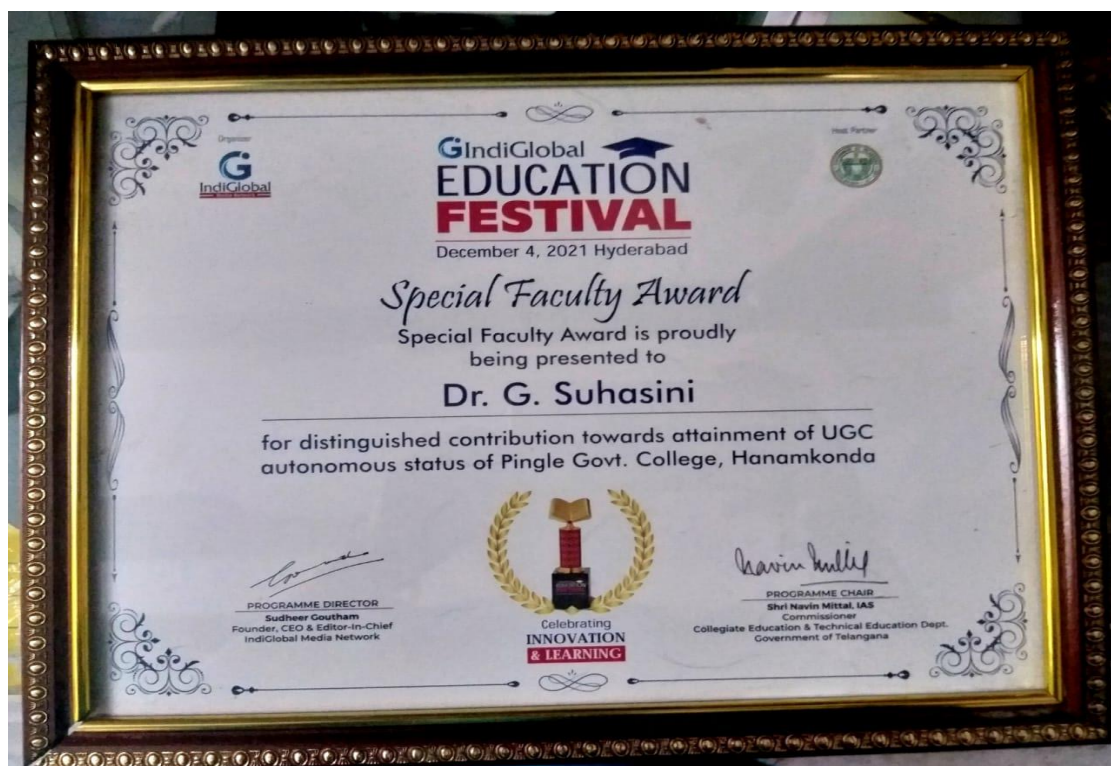 Organiser
G
IndiGlobal
Host Partner
GIndiGlobal
EDUCATION
FESTIVAL
December 4, 2021 Hyderabad
Special Faculty Award
Special Faculty Award is proudly
being presented to
Dr. G. Suhasini
for distinguished contribution towards attainment of UGC
autonomous status of Pingle Govt. College, Hanamkonda
PROGRAMME DIRECTOR
Sudheer Goutham
Founder, CEO & Editor-In-Chief
IndiGlobal Media Network
Celebrating
INNOVATION
& LEARNING
Navin Mittal
PROGRAMME CHAIR
Shri Navin Mittal, IAS
Commissioner
Collegiate Education & Technical Education Dept.
Government of Telangana